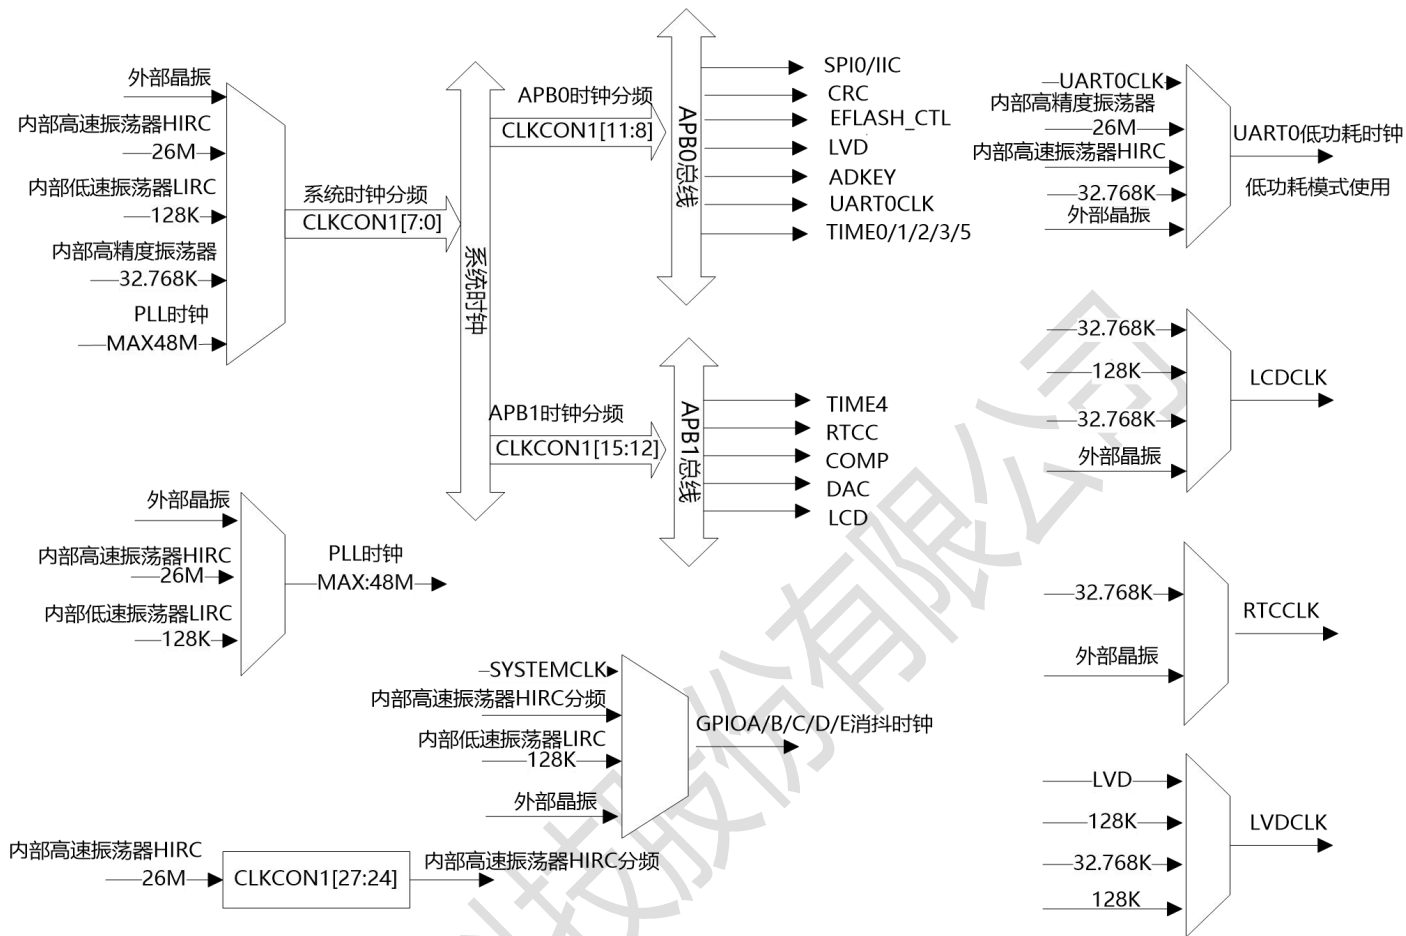 外部晶振
内部高速振荡器HIRC
26M
内部低速振荡器LIRC
128K
内部高精度振荡器
32.768K
PLL时钟
MAX48M
系统时钟分频
CLKCON1[7:0]
系统时钟
APB0时钟分频
CLKCON1[11:8]
APB0总线
SPI0/IIC
CRC
EFLASH_CTL
LVD
ADKEY
UART0CLK
TIME0/1/2/3/5
APB1时钟分频
CLKCON1[15:12]
APB1总线
TIME4
RTCC
COMP
DAC
LCD
外部晶振
内部高速振荡器HIRC
26M
内部低速振荡器LIRC
128K
PLL时钟
MAX:48M
SYSTEMCLK
内部高速振荡器HIRC分频
内部低速振荡器LIRC
128K
外部晶振
GPIOA/B/C/D/E消抖时钟
内部高速振荡器HIRC
26M
CLKCON1[27:24]
内部高速振荡器HIRC分频
UART0CLK
内部高精度振荡器
26M
内部高速振荡器HIRC
32.768K
外部晶振
UART0低功耗时钟
低功耗模式使用
32.768K
128K
32.768K
外部晶振
LCDCLK
32.768K
外部晶振
RTCCLK
LVD
128K
32.768K
128K
LVDCLK
技股份有限公司